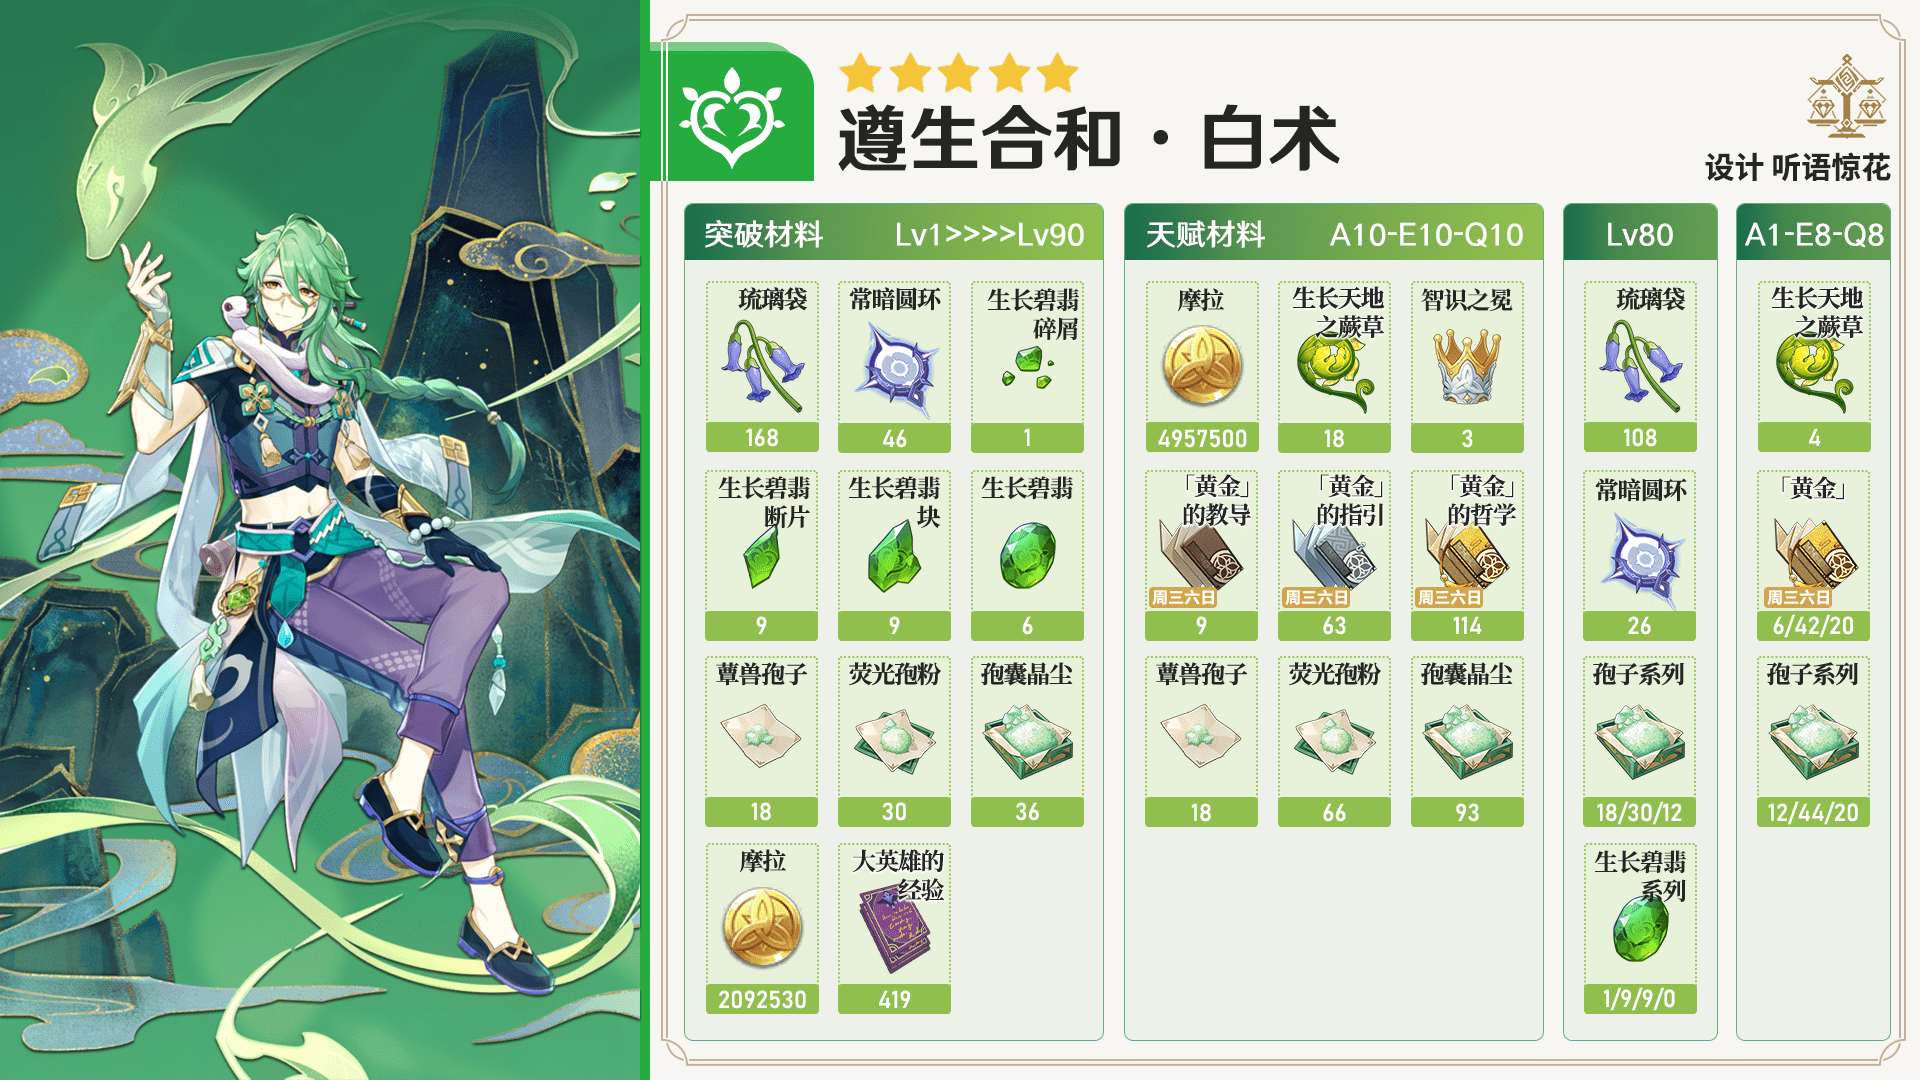 遵生合和·白术
设计 听语惊花
突破材料 Lv1>>>>Lv90
琉璃袋
168
常暗圆环
46
生长碧翡
碎屑
1
生长碧翡
断片
9
生长碧翡
块
9
生长碧翡
6
蕈兽孢子
18
荧光孢粉
30
孢囊晶尘
36
摩拉
2092530
大英雄的
经验
419
天赋材料 A10-E10-Q10
摩拉
4957500
生长天地
之蕨草
18
智识之冕
3
「黄金」
的教导
周三六日
9
「黄金」
的指引
周三六日
63
「黄金」
的哲学
周三六日
114
蕈兽孢子
18
荧光孢粉
66
孢囊晶尘
93
Lv80
琉璃袋
108
常暗圆环
26
孢子系列
18/30/12
生长碧翡
系列
1/9/9/0
A1-E8-Q8
生长天地
之蕨草
4
「黄金」
周三六日
6/42/20
孢子系列
12/44/20